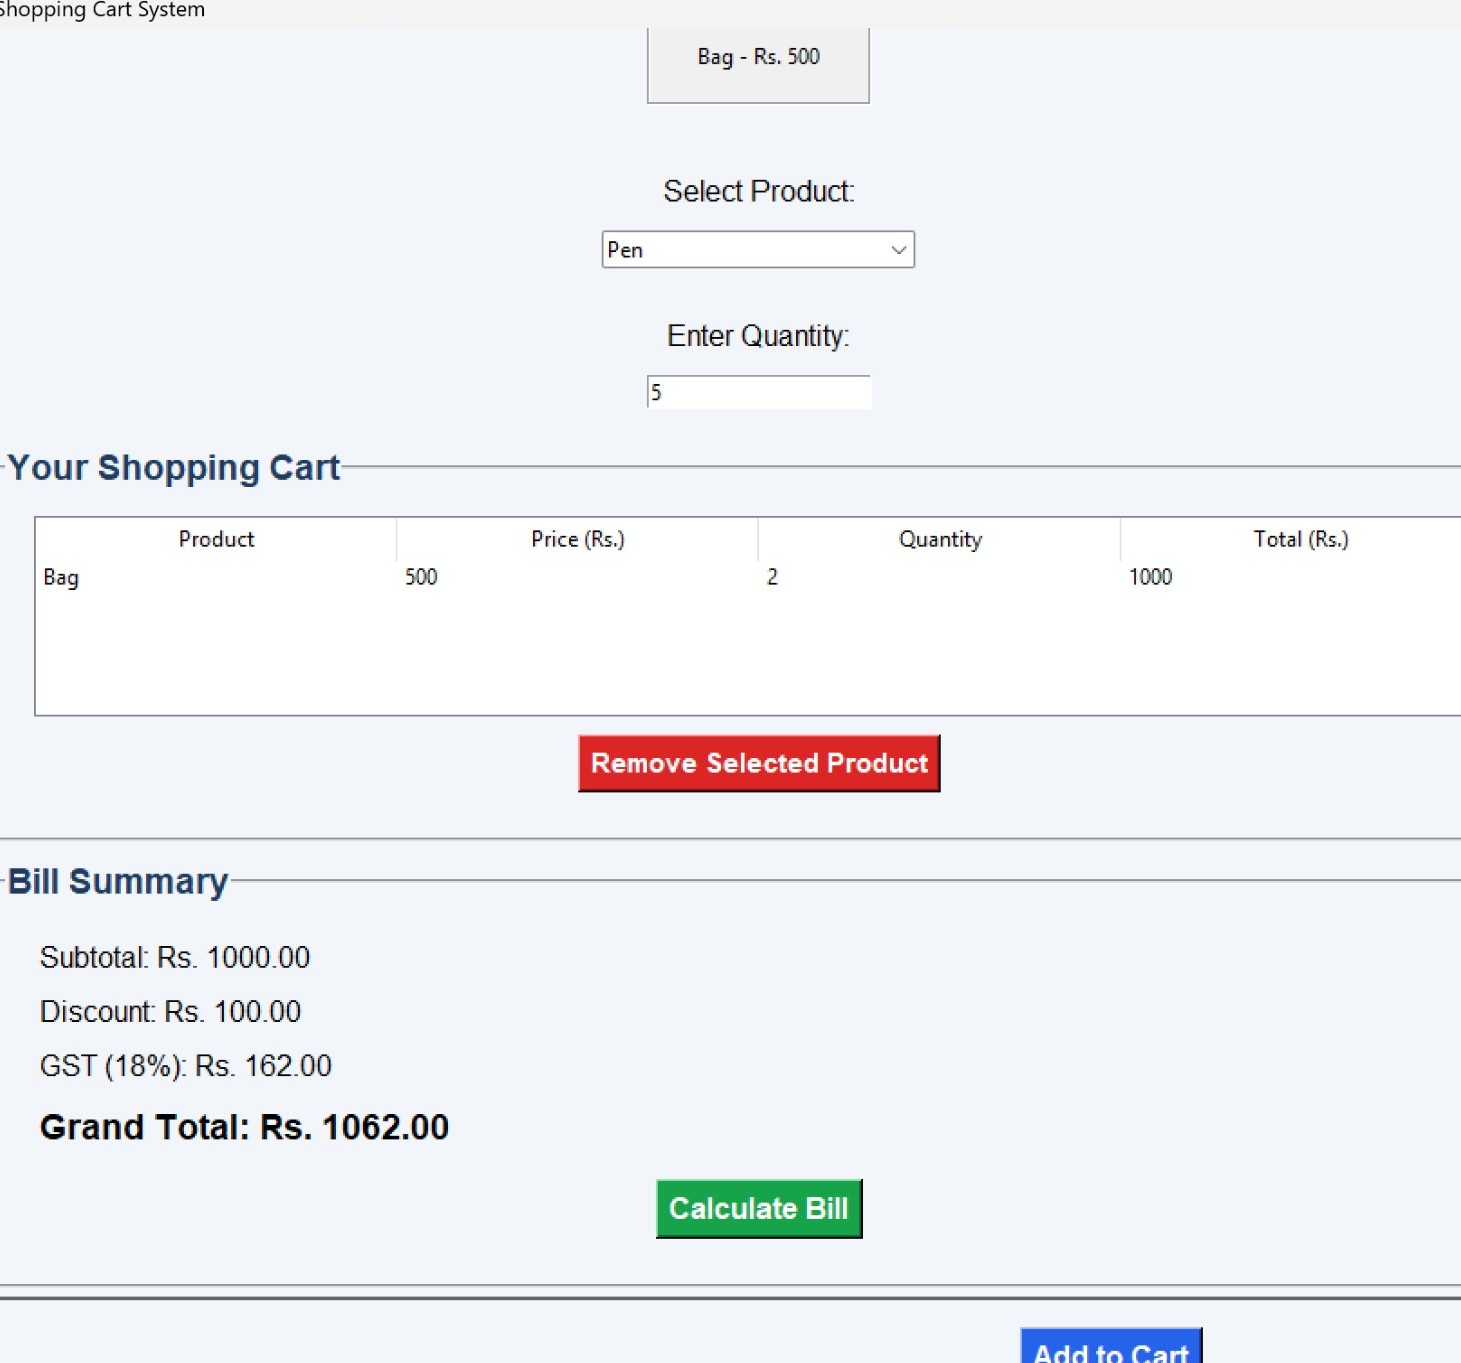 Shopping Cart System
Bag - Rs. 500
Select Product:
Pen
Enter Quantity:
5
Your Shopping Cart
Product Price (Rs.) Quantity Total (Rs.)
Bag 500 2 1000
Remove Selected Product
Bill Summary
Subtotal: Rs. 1000.00
Discount: Rs. 100.00
GST (18%): Rs. 162.00
Grand Total: Rs. 1062.00
Calculate Bill
Add to Cart